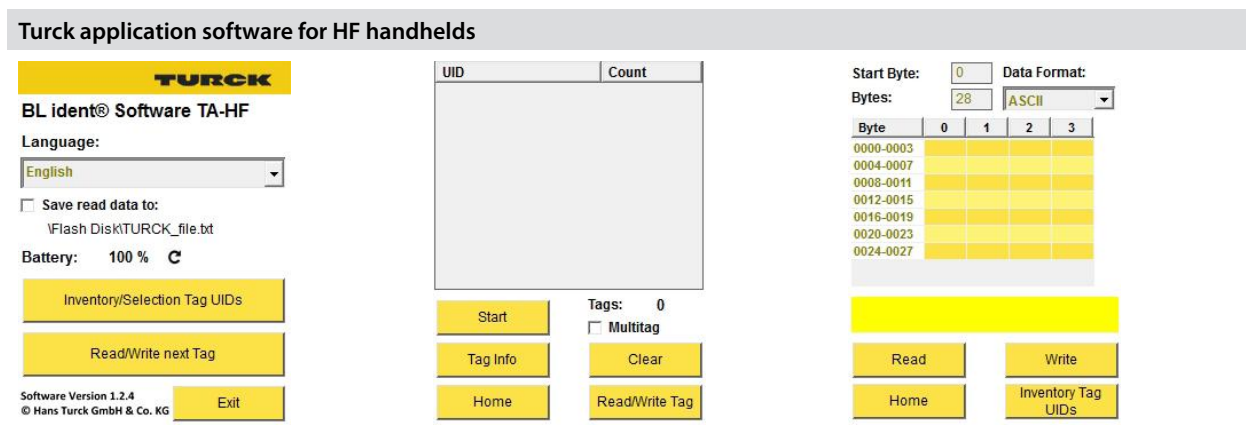 Turck application software for HF handhelds
TURCK
BL ident® Software TA-HF
Language:
English
Save read data to:
\Flash Disk\TURCK_file.txt
Battery: 100 %
Inventory/Selection Tag UIDs
Read/Write next Tag
Software Version 1.2.4
© Hans Turck GmbH & Co. KG
Exit
UID Count
Start
Tags: 0
Multitag
Tag Info
Clear
Home
Read/Write Tag
Start Byte: 0 Data Format:
Bytes: 28 ASCII
Byte 0 1 2 3
0000-0003
0004-0007
0008-0011
0012-0015
0016-0019
0020-0023
0024-0027
Read
Write
Home
Inventory Tag
UIDs